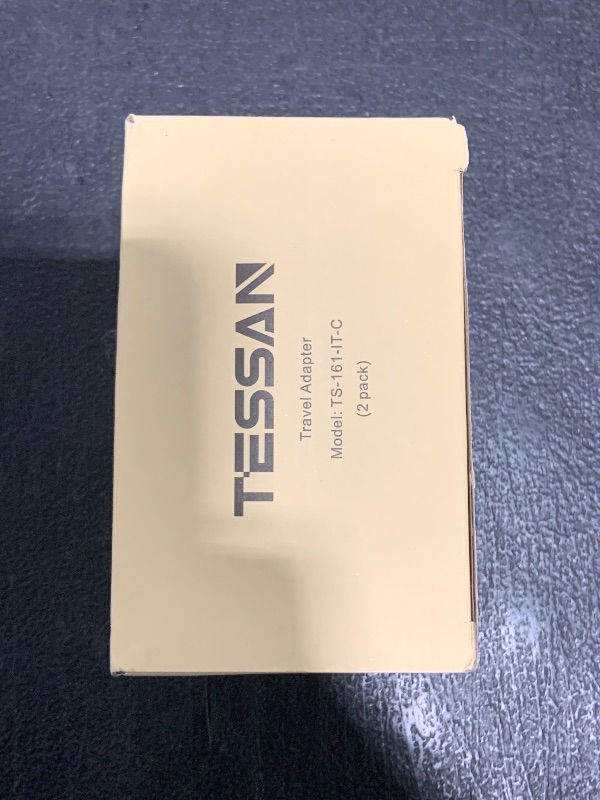 TESSAN
Travel Adapter
Model: TS-161-IT-C
(2 pack)